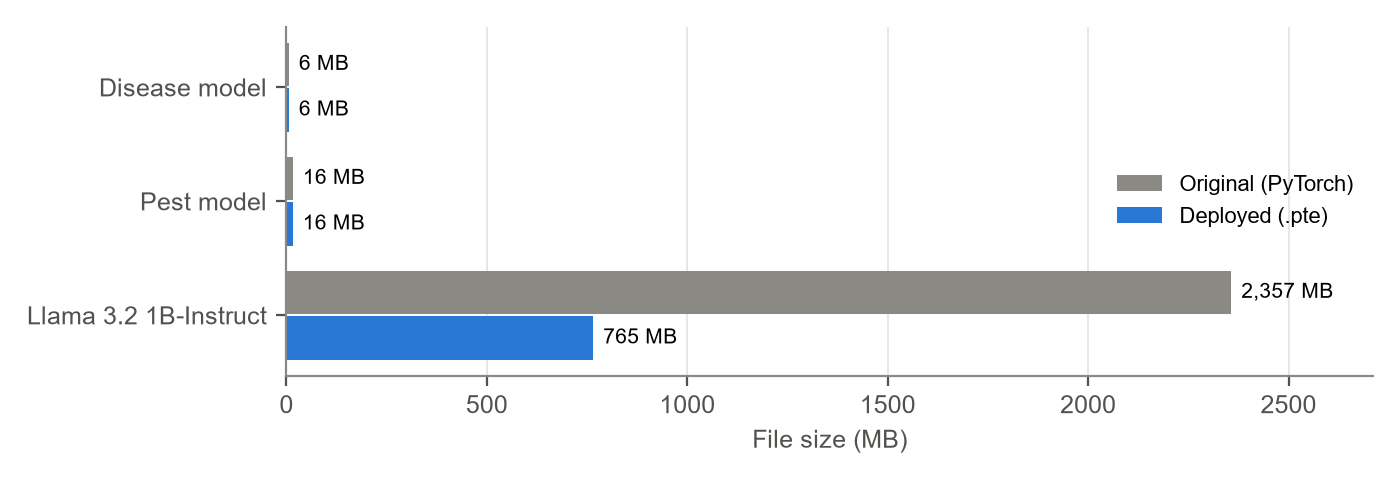 Disease model
6 MB
6 MB
Pest model
16 MB
16 MB
Original (PyTorch)
Deployed (.pte)
Llama 3.2 1B-Instruct
2,357 MB
765 MB
0 500 1000 1500 2000 2500
File size (MB)